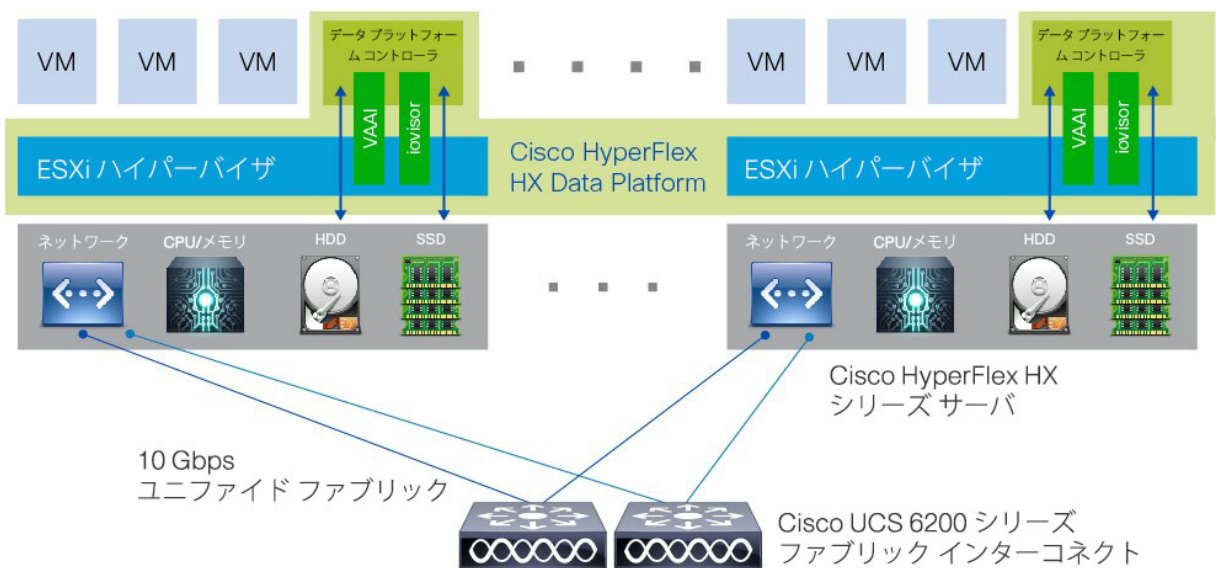 VM
VM
VM
データ プラットフォー
ム コントローラ
VAAI
iovisor
VM
VM
VM
データ プラットフォー
ム コントローラ
VAAI
iovisor
ESXi ハイパーバイザ
Cisco HyperFlex
HX Data Platform
ESXi ハイパーバイザ
ネットワーク
CPU/メモリ
HDD
SSD
ネットワーク
CPU/メモリ
HDD
SSD
Cisco HyperFlex HX
シリーズ サーバ
10 Gbps
ユニファイド ファブリック
Cisco UCS 6200 シリーズ
ファブリック インターコネクト